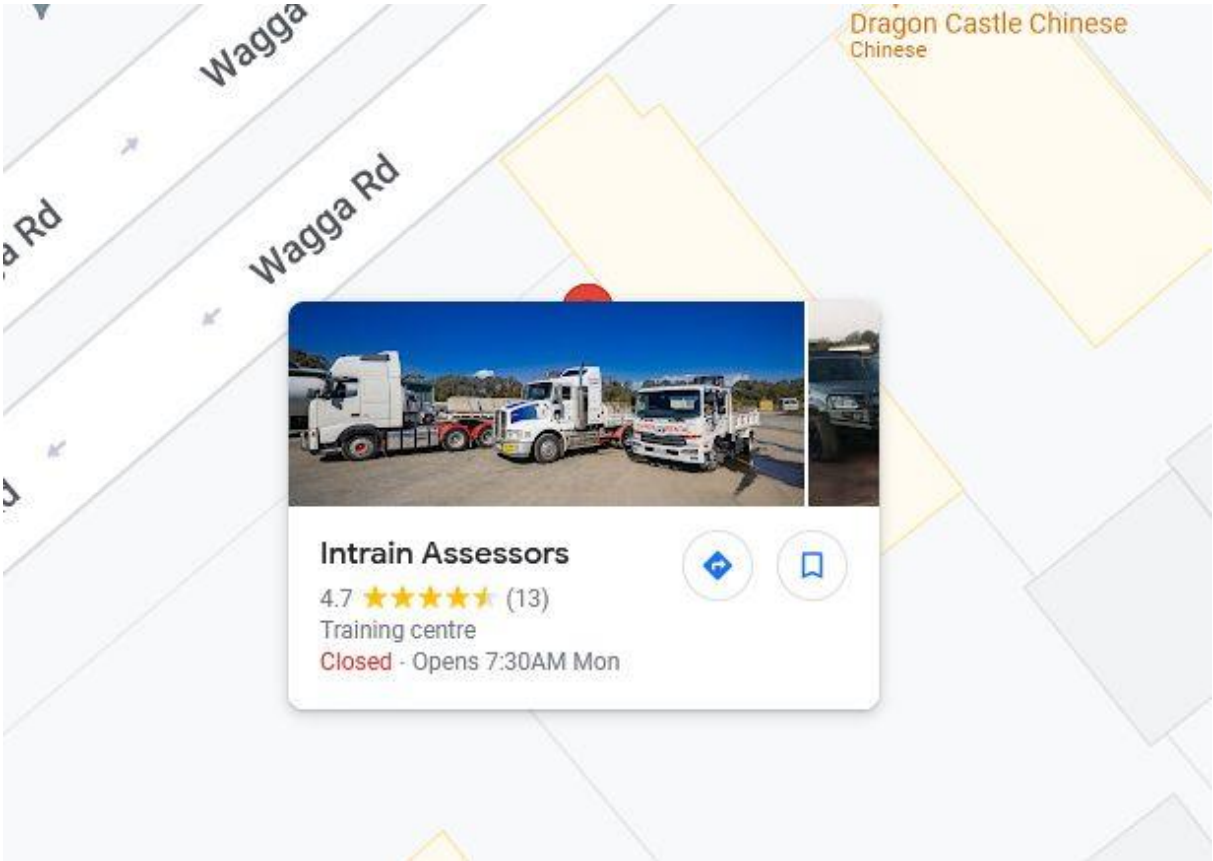 Wagga
Dragon Castle Chinese
Chinese
Wagga Rd
a Rd
d
Intrain Assessors
4.7 (13)
Training centre
Closed · Opens 7:30AM Mon